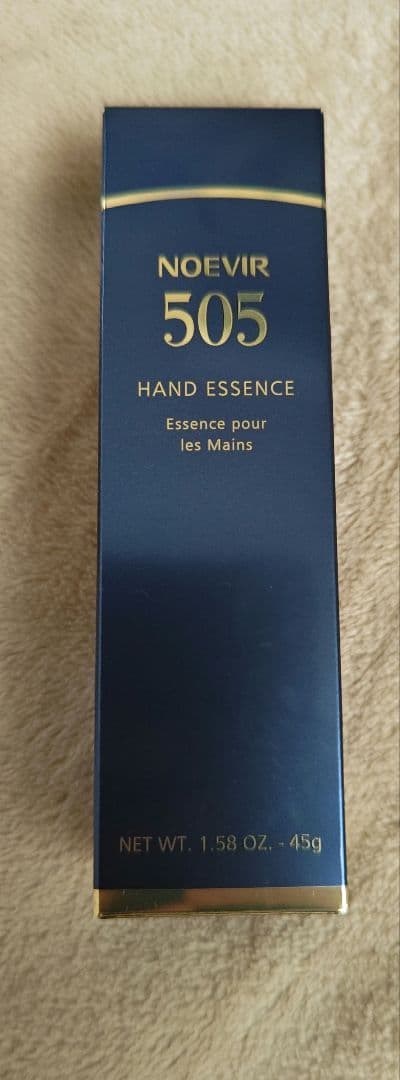 NOEVIR
505
HAND ESSENCE
Essence pour
les Mains
NET WT. 1.58 OZ. - 45g